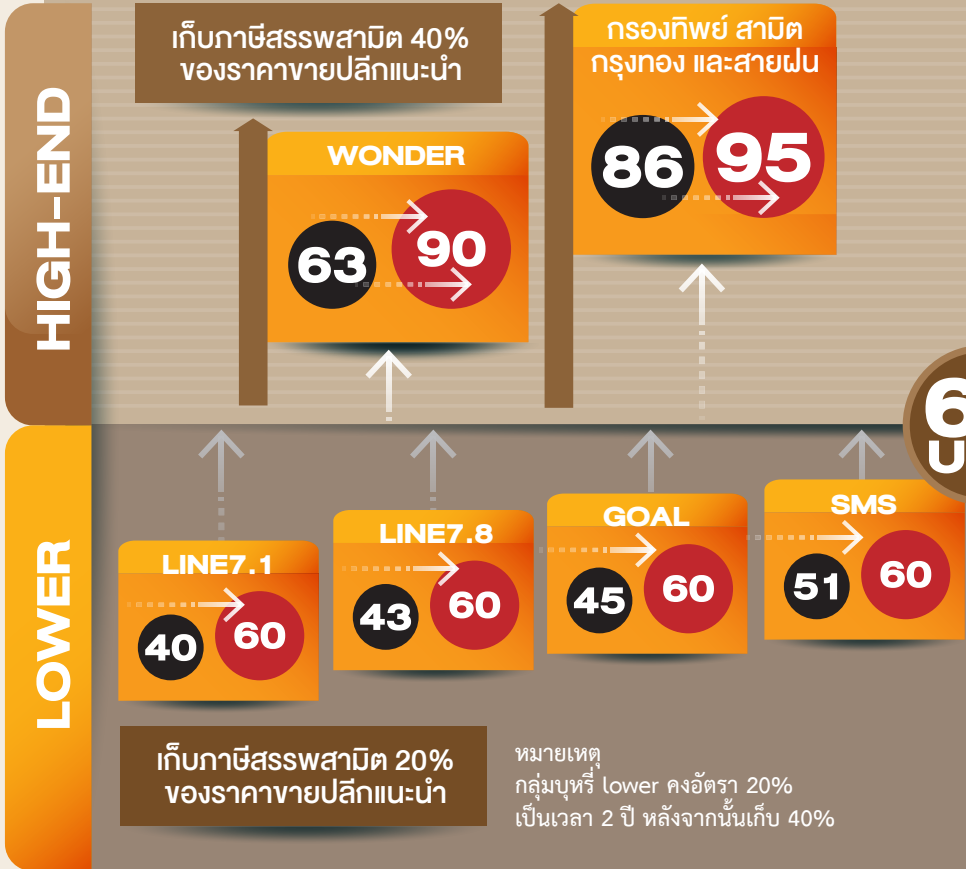 HIGH-END
เก็บภาษีสรรพสามิต 40%
ของราคาขายปลีกแนะนำ
กรองทิพย์ สามิต
กรุงทอง และสายฝน
86
95
WONDER
63
90
LOWER
LINE7.1
40
60
LINE7.8
43
60
GOAL
45
60
SMS
51
60
เก็บภาษีสรรพสามิต 20%
ของราคาขายปลีกแนะนำ
หมายเหตุ
กลุ่มบุหรี่ lower คงอัตรา 20%
เป็นเวลา 2 ปี หลังจากนั้นเก็บ 40%